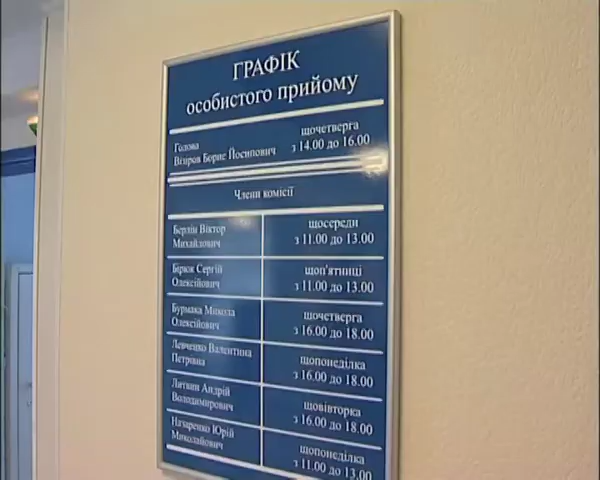 ГРАФІК
особистого прийому
Голова
Вгіров Борис Йосипович
щочетверга
з 14.00 до 16.00
Члени комісії
Берлін Віктор
Михайлович
щосереди
з 11.00 до 13.00
Бірюк Сергій
Олексійович
щоп'ятниці
з 11.00 до 13.00
Бурмака Микола
Олексійович
щочетверга
з 16.00 до 18.00
Левченко Валентина
Петрівна
щопонеділка
з 16.00 до 18.00
Латкин Андрій
Володимирович
щовівторка
з 16.00 до 18.00
Назаренко Юрій
Миколайович
щопонеділка
з 11.00 до 13.00